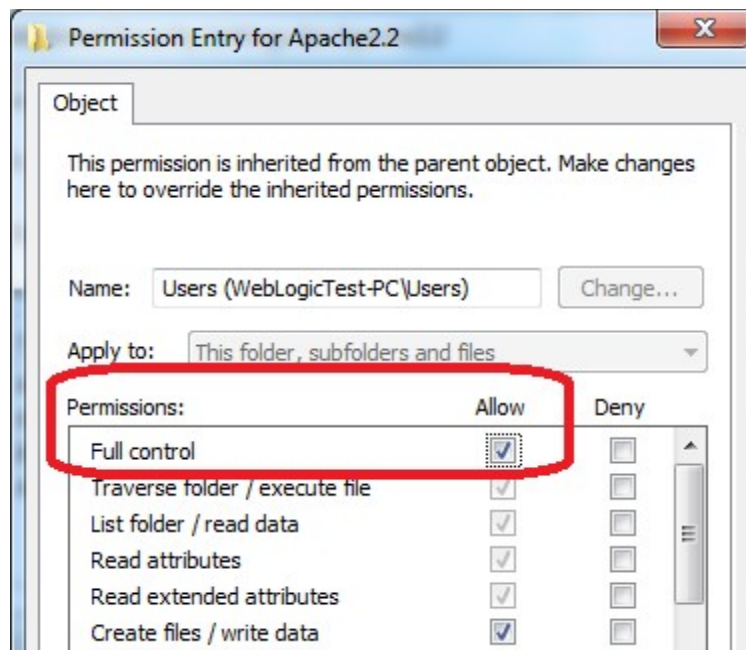 Permission Entry for Apache2.2
Object
This permission is inherited from the parent object. Make changes
here to override the inherited permissions.
Name: Users (WebLogicTest-PC\Users) Change...
Apply to: This folder, subfolders and files
Permissions: Allow Deny
Full control
Traverse folder / execute file
List folder / read data
Read attributes
Read extended attributes
Create files / write data